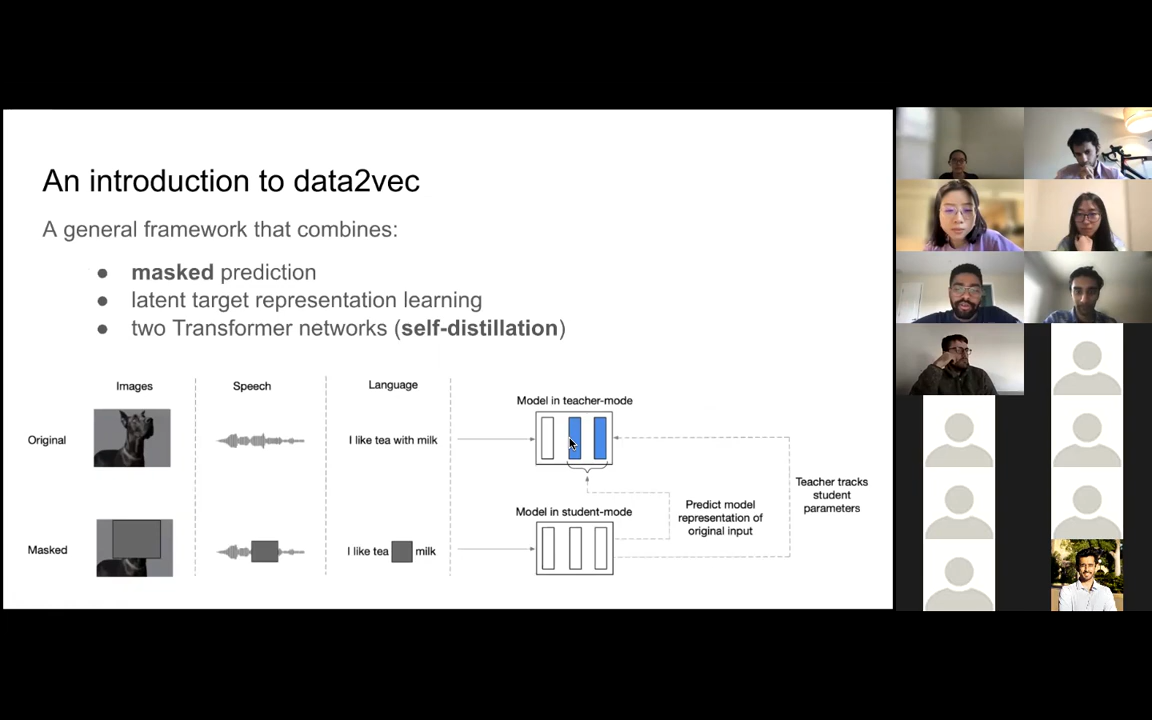 An introduction to data2vec
A general framework that combines:
● masked prediction
● latent target representation learning
● two Transformer networks (self-distillation)
Images
Speech
Language
Model in teacher-mode
Original
I like tea with milk
Teacher tracks
student
parameters
Predict model
representation of
original input
Model in student-mode
Masked
I like tea milk